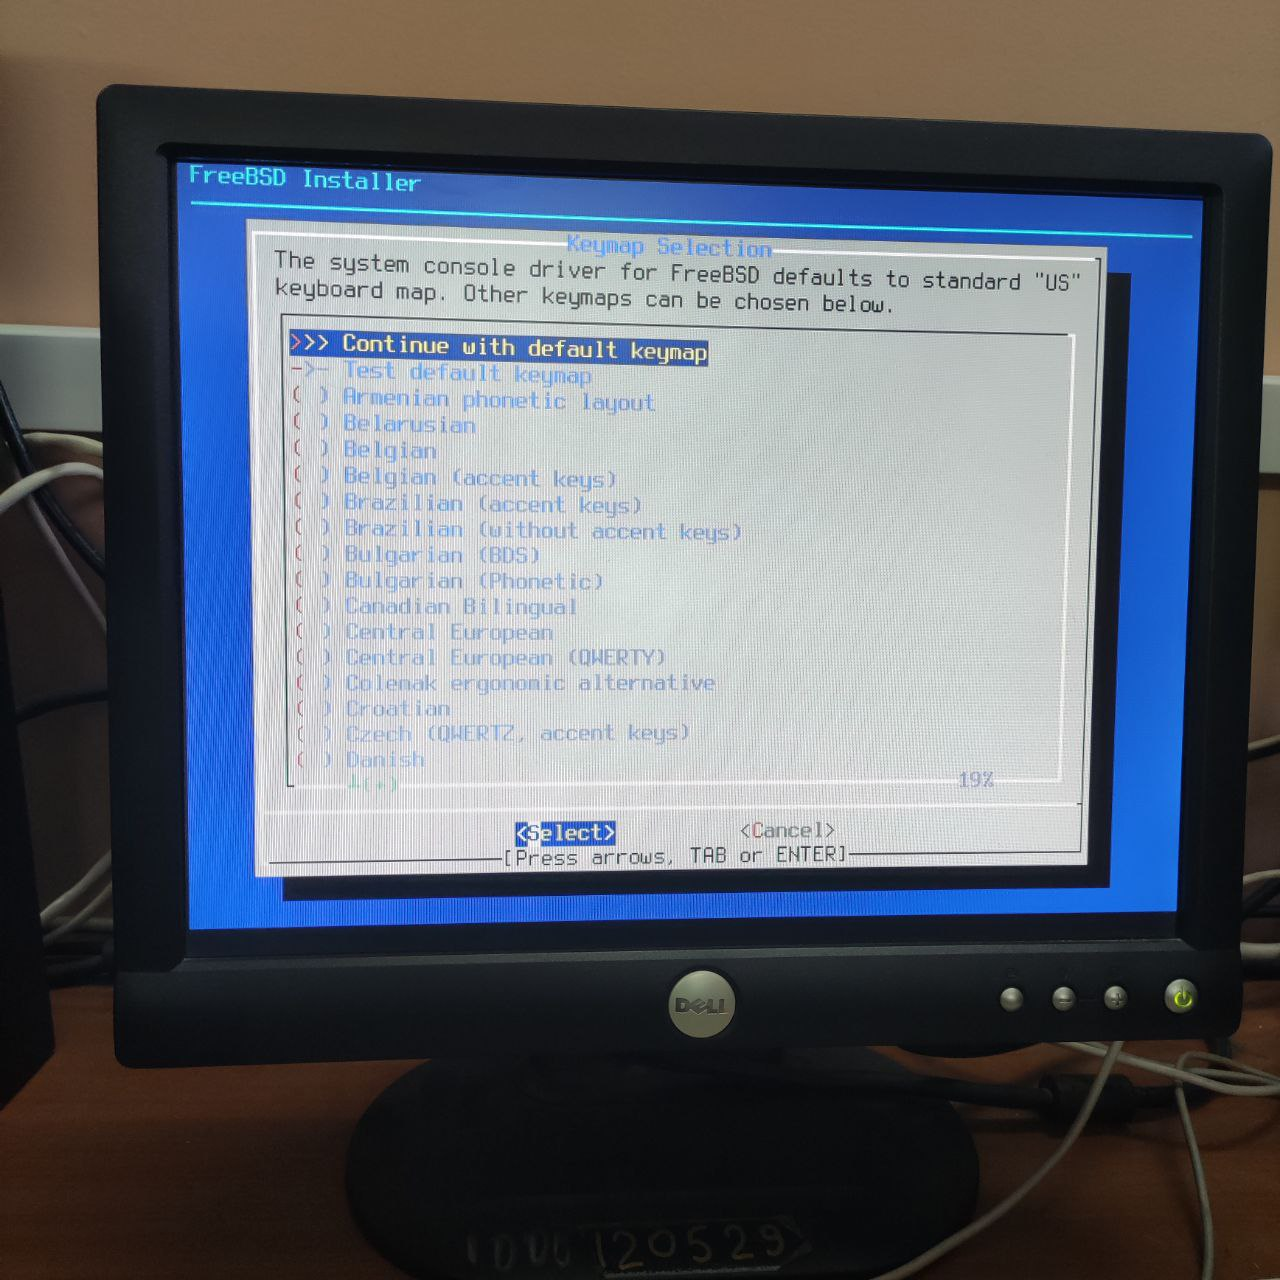 FreeBSD Installer
Keymap Selection
The system console driver for FreeBSD defaults to standard "US"
keyboard map. Other keymaps can be chosen below.
>>> Continue with default keymap
->- Test default keymap
( ) Armenian phonetic layout
( ) Belarusian
( ) Belgian
( ) Belgian (accent keys)
( ) Brazilian (accent keys)
( ) Brazilian (without accent keys)
( ) Bulgarian (BDS)
( ) Bulgarian (Phonetic)
( ) Canadian Bilingual
( ) Central European
( ) Central European (QWERTY)
( ) Colemak ergonomic alternative
( ) Croatian
( ) Czech (QWERTZ, accent keys)
( ) Danish
↓(+) 19%
<Select> <Cancel>
[Press arrows, TAB or ENTER]
DELL
120529